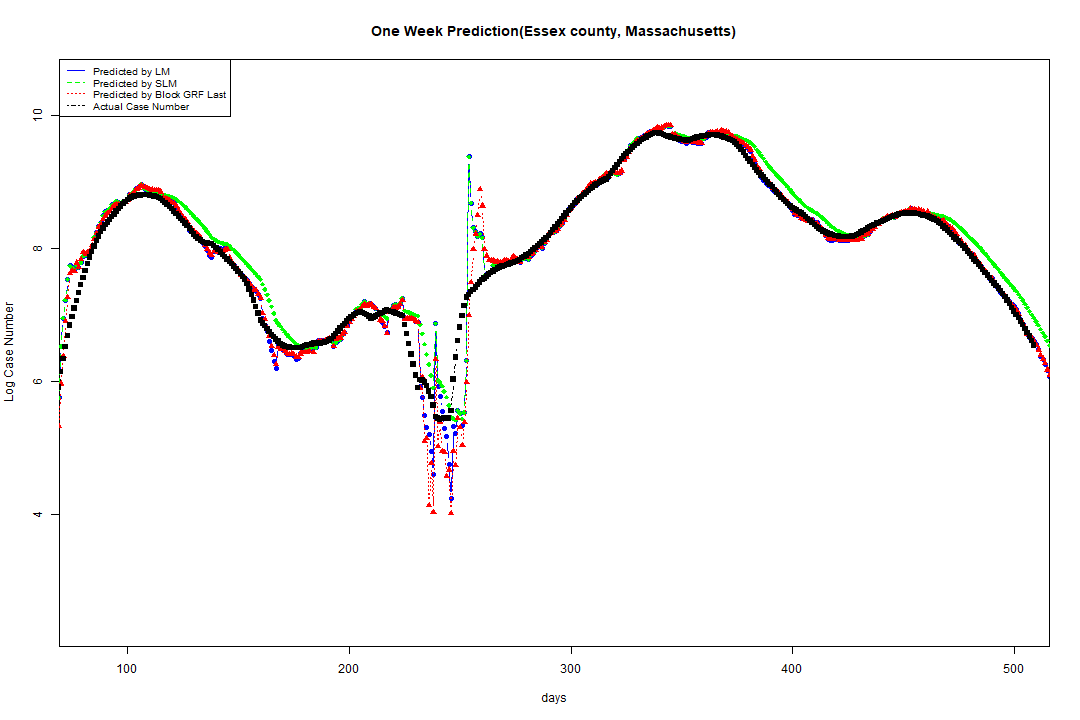 One Week Prediction(Essex county, Massachusetts)
Predicted by LM
Predicted by SLM
Predicted by Block GRF Last
Actual Case Number
Log Case Number
10
8
6
4
100 200 300 400 500
days